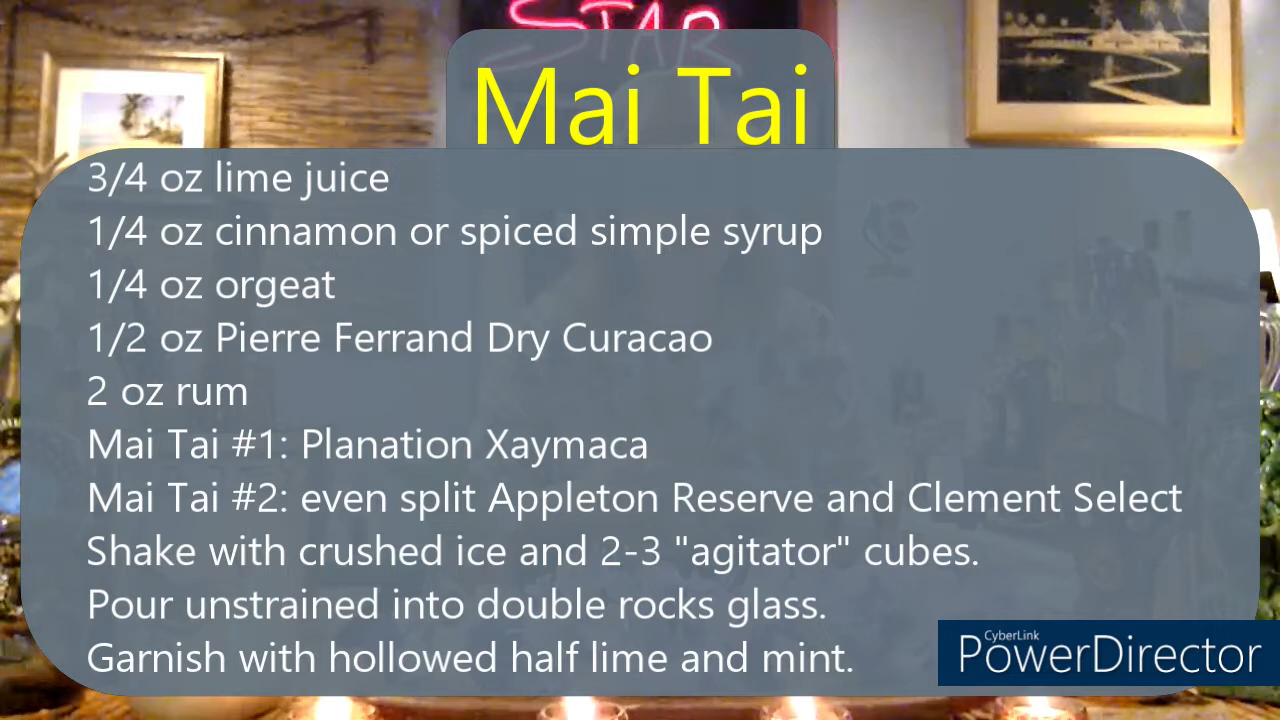 STAR
Mai Tai
3/4 oz lime juice
1/4 oz cinnamon or spiced simple syrup
1/4 oz orgeat
1/2 oz Pierre Ferrand Dry Curacao
2 oz rum
Mai Tai #1: Planation Xaymaca
Mai Tai #2: even split Appleton Reserve and Clement Select
Shake with crushed ice and 2-3 "agitator" cubes.
Pour unstrained into double rocks glass.
Garnish with hollowed half lime and mint.
CyberLink
PowerDirector